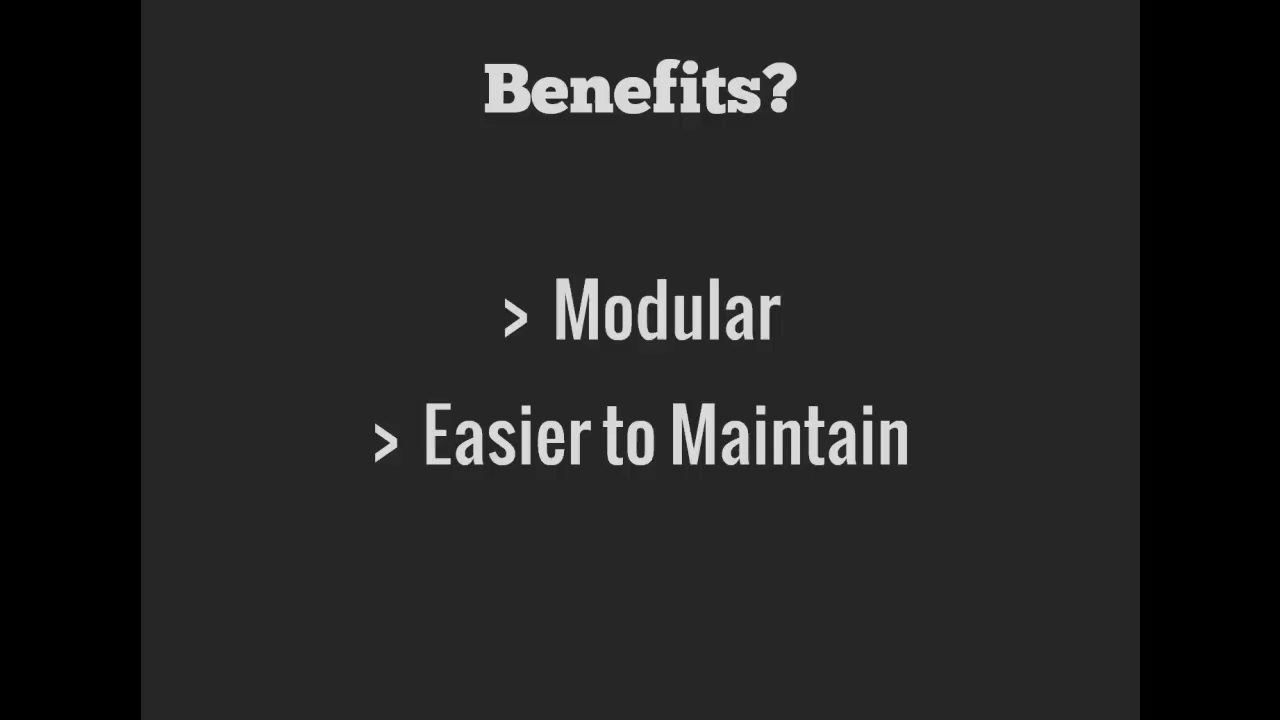 Benefits?
> Modular
> Easier to Maintain